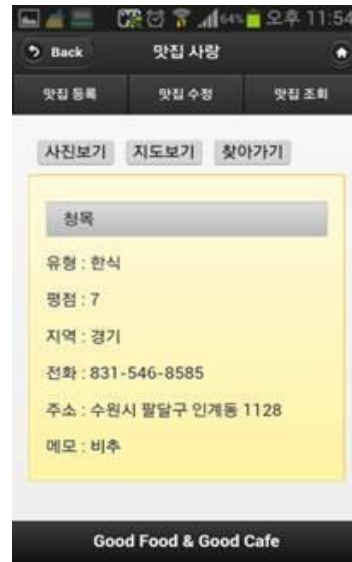 64% 오후 11:54
Back 맛집 사랑
맛집 등록 맛집 수정 맛집 조회
사진보기 지도보기 찾아가기
청목
유형 : 한식
평점 : 7
지역 : 경기
전화 : 831-546-8585
주소 : 수원시 팔달구 인계동 1128
메모 : 비추
Good Food & Good Cafe